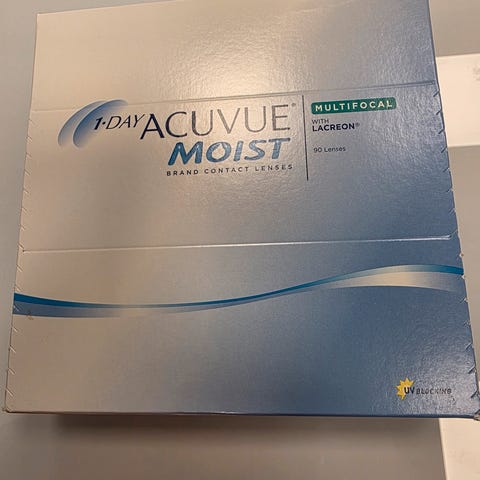 1•DAY ACUVUE®
MOIST
BRAND CONTACT LENSES
MULTIFOCAL
WITH
LACREON®
90 Lenses
UV BLOCKING